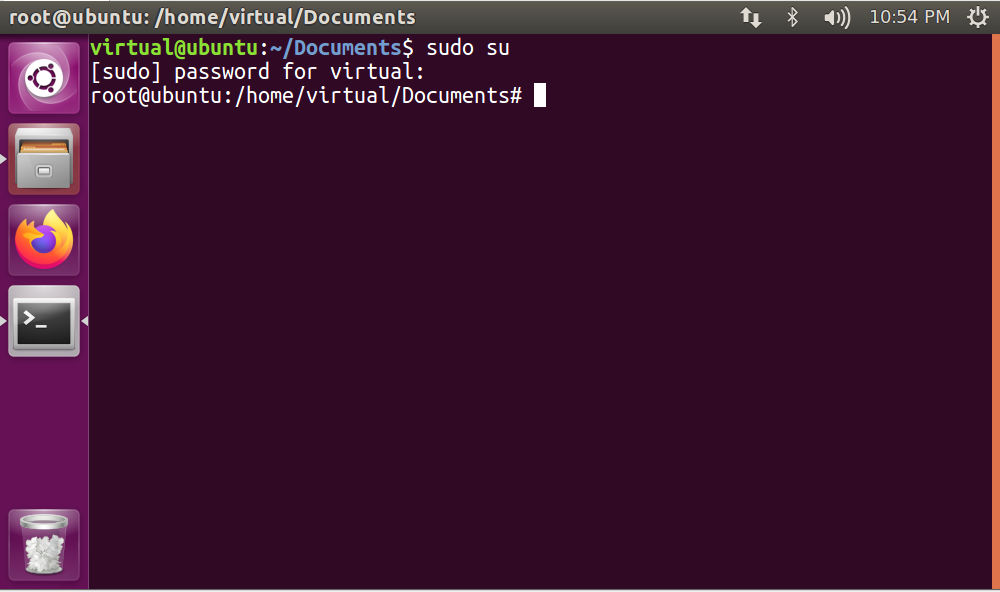 root@ubuntu: /home/virtual/Documents
10:54 PM
virtual@ubuntu:~/Documents$ sudo su
[sudo] password for virtual:
root@ubuntu:/home/virtual/Documents#
>_